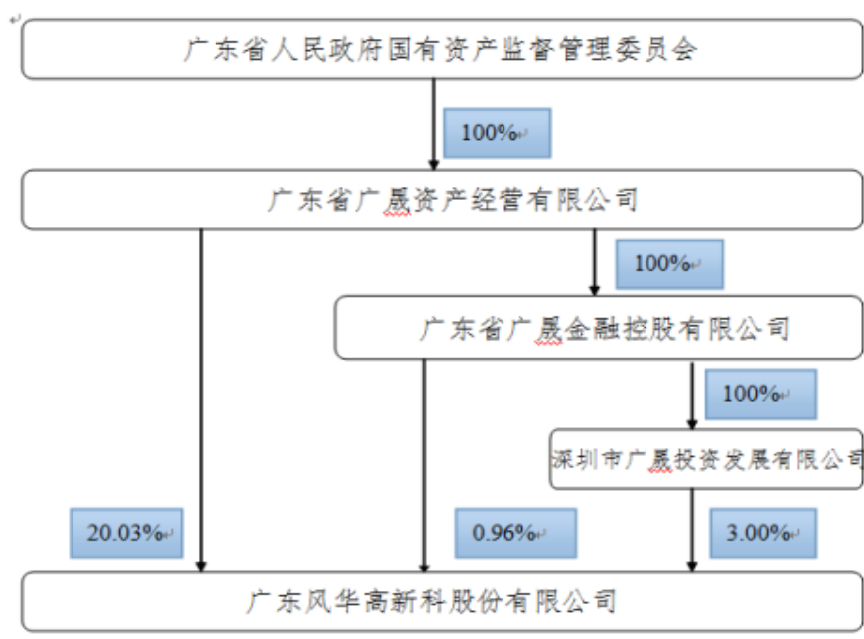 广东省人民政府国有资产监督管理委员会
100%
广东省广晟资产经营有限公司
100%
广东省广晟金融控股有限公司
100%
深圳市广晟投资发展有限公司
20.03%
0.96%
3.00%
广东风华高新科股份有限公司